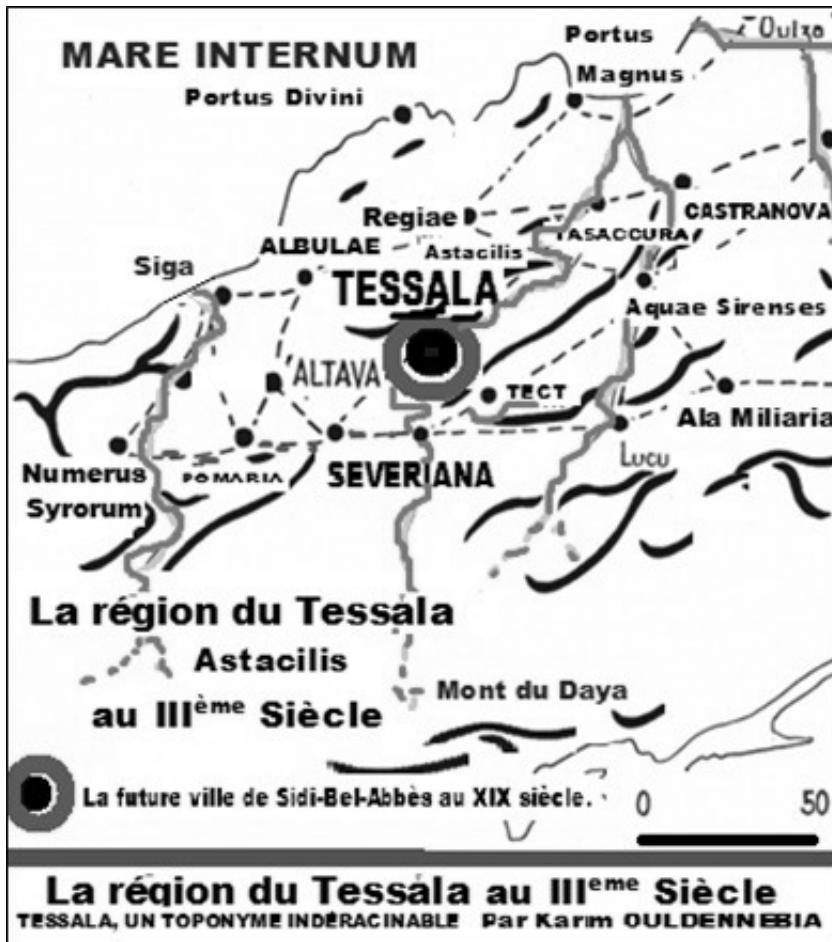 Oulzo
Portus
Magnus
MARE INTERNUM
Portus Divini
Regiae
CASTRANOVA
TASACCURA
ALBULAE
Astacilis
Siga
TESSALA
Aquae Sirenses
ALTAVA
TECT
Ala Miliaria
Numerus
Syrorum
POMARIA
SEVERIANA
LUCU
La région du Tessala
Astacilis
au IIIème Siècle
Mont du Daya
La future ville de Sidi-Bel-Abbès au XIX siècle.
0 50
La région du Tessala au IIIeme Siècle
TESSALA, UN TOPONYME INDÉRACINABLE Par Karim OULDENNEBIA